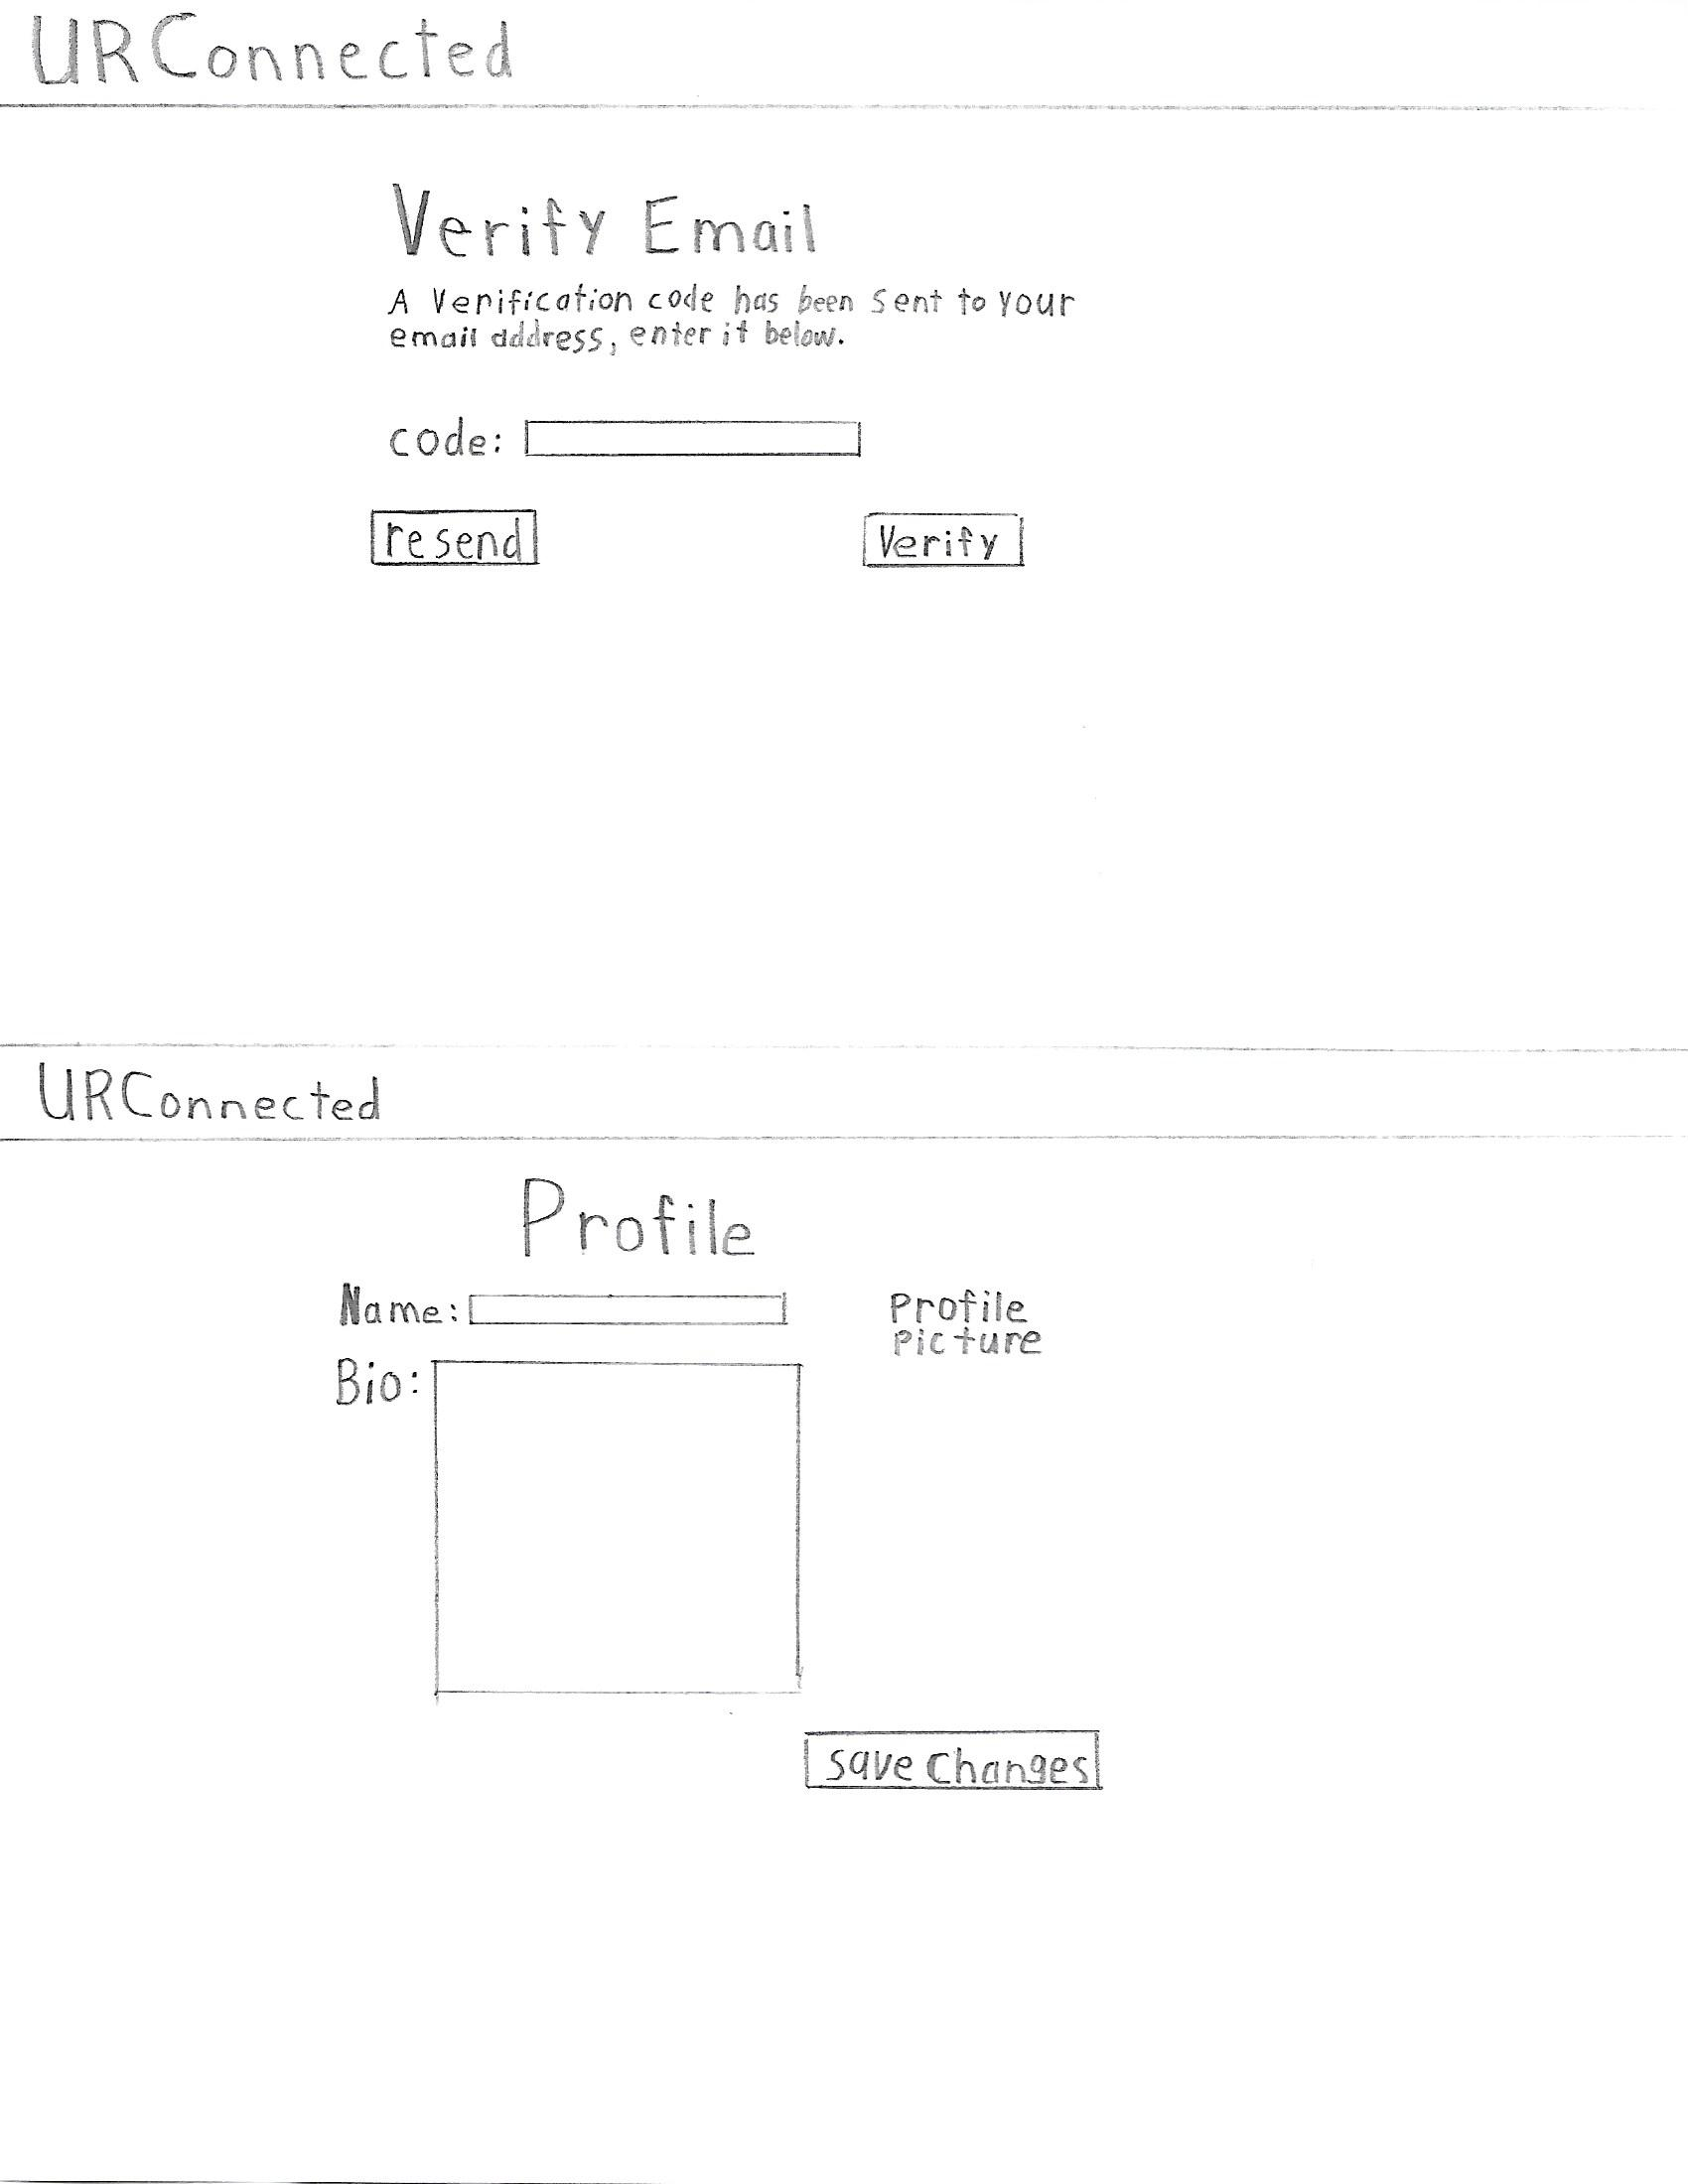 URConnected
Verify Email
A Verification code has been sent to your
email address, enter it below.
code:
resend
Verify
URConnected
Profile
Name:
Profile
picture
Bio:
save changes